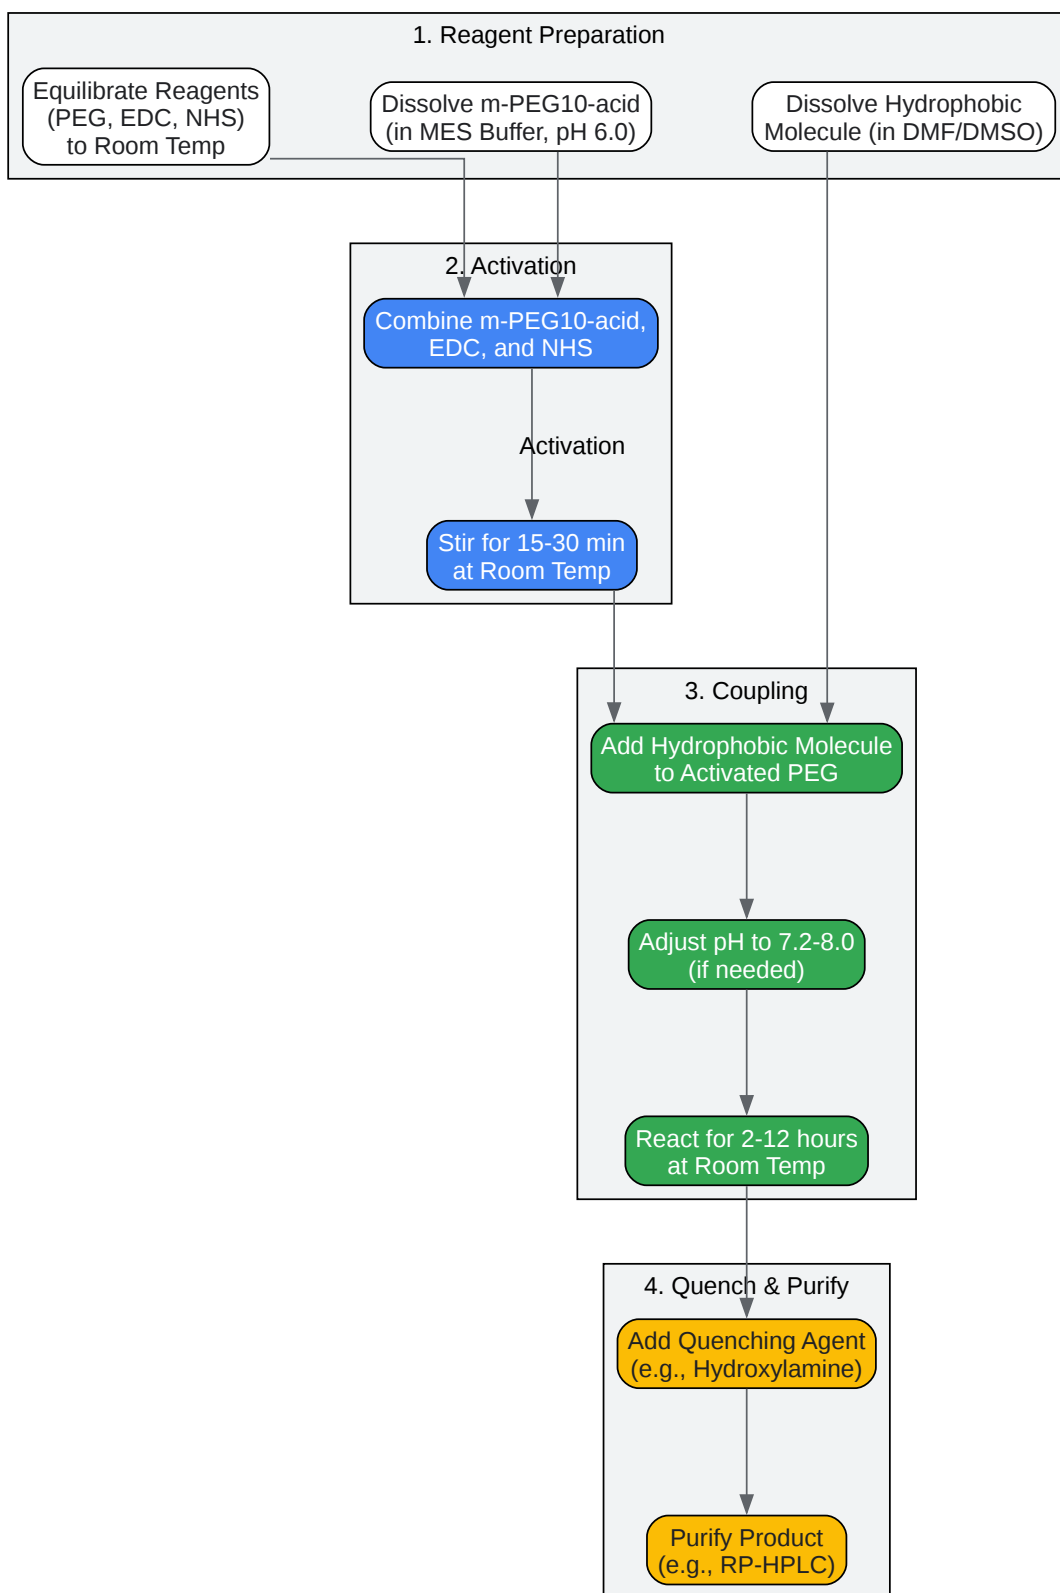 1. Reagent Preparation
Equilibrate Reagents
(PEG, EDC, NHS)
to Room Temp
Dissolve m-PEG10-acid
(in MES Buffer, pH 6.0)
Dissolve Hydrophobic
Molecule (in DMF/DMSO)
2. Activation
Combine m-PEG10-acid,
EDC, and NHS
Activation
Stir for 15-30 min
at Room Temp
3. Coupling
Add Hydrophobic Molecule
to Activated PEG
Adjust pH to 7.2-8.0
(if needed)
React for 2-12 hours
at Room Temp
4. Quench & Purify
Add Quenching Agent
(e.g., Hydroxylamine)
Purify Product
(e.g., RP-HPLC)